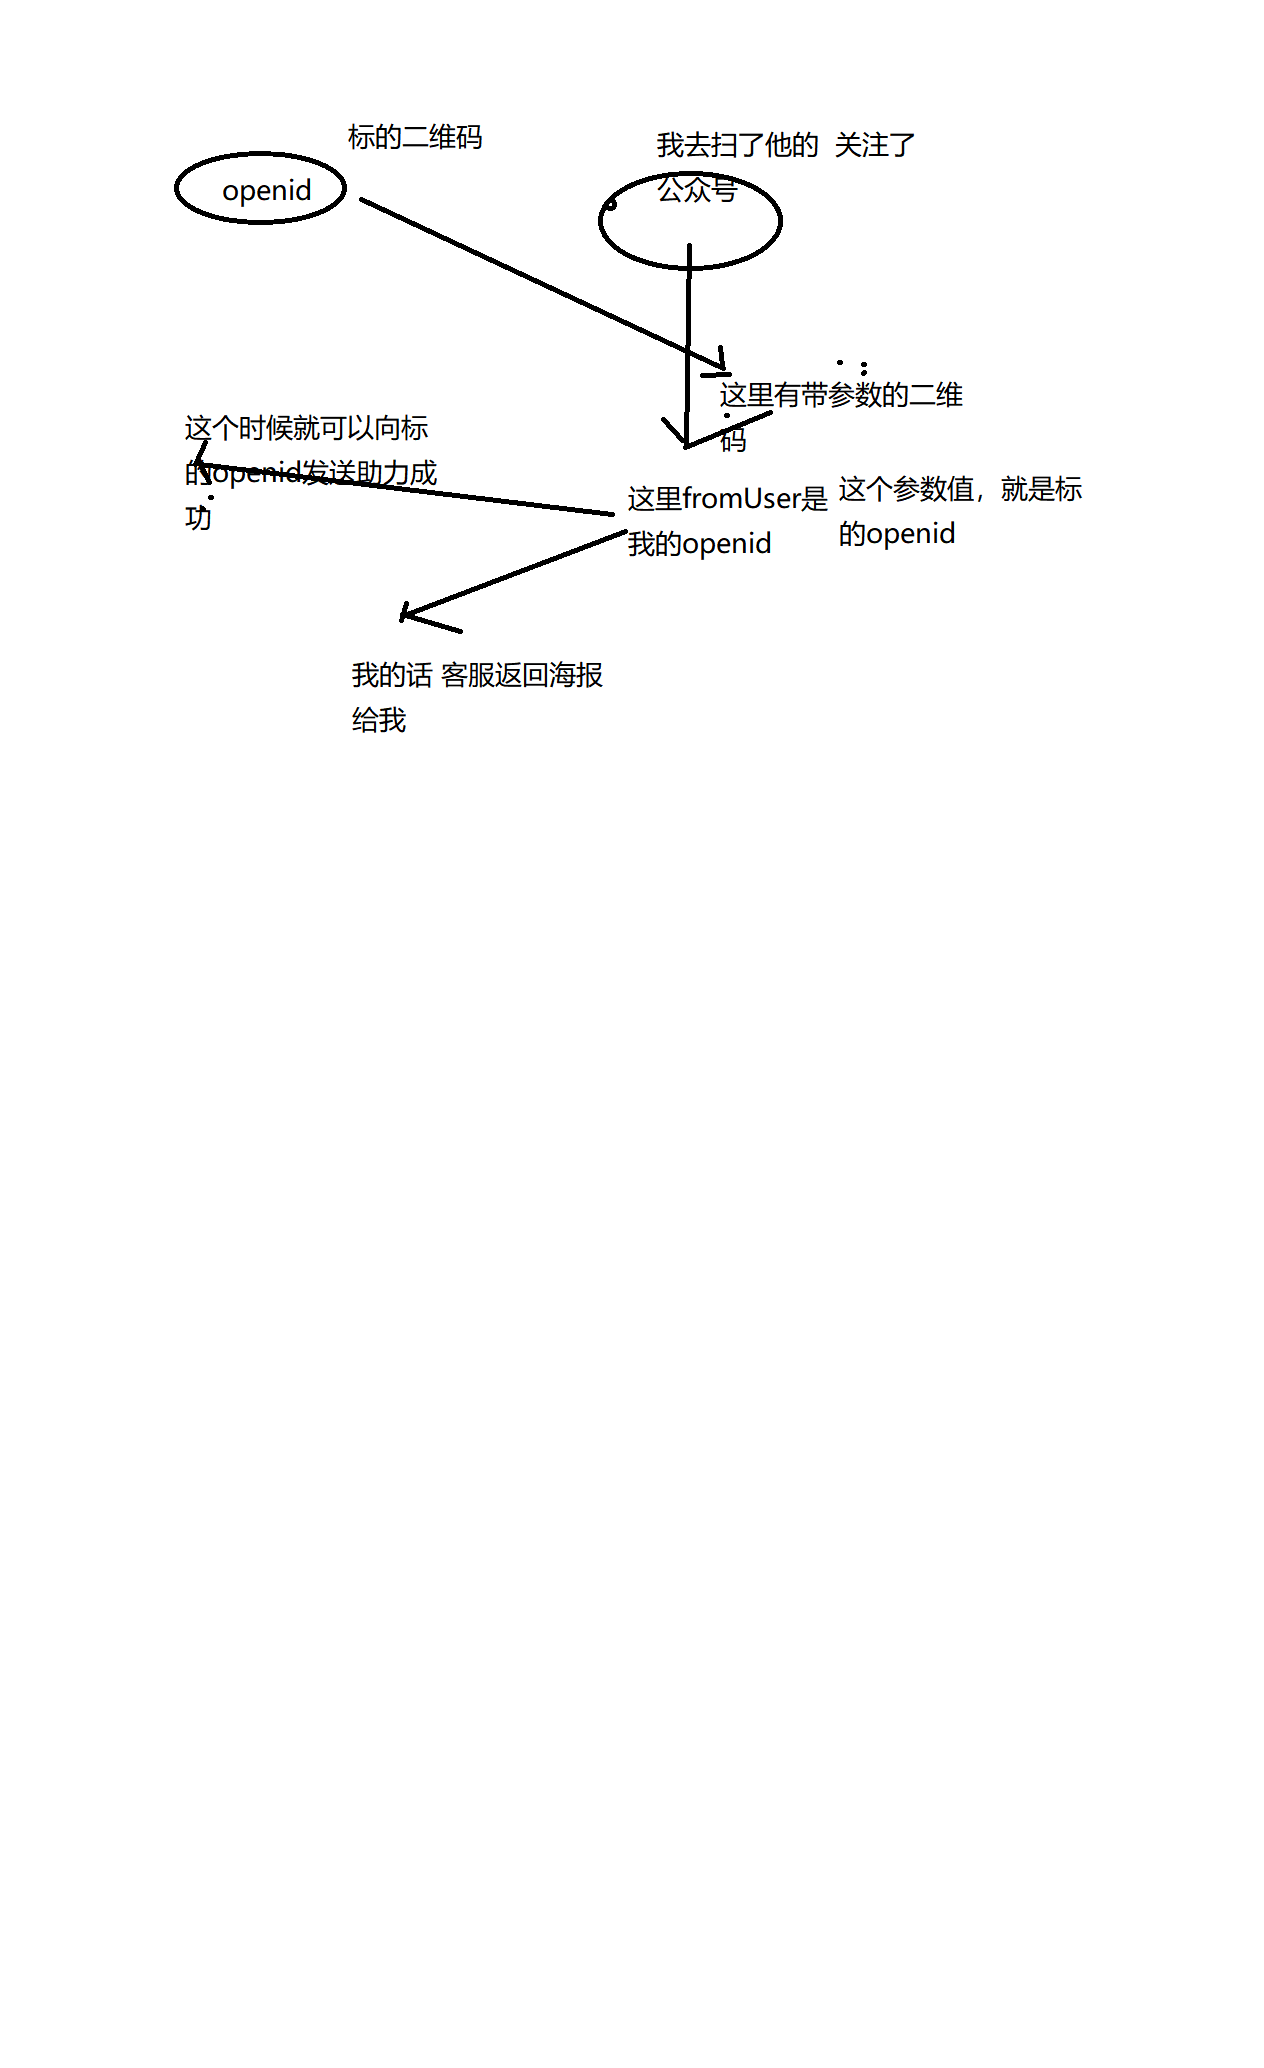 标的二维码
openid
我去扫了他的 关注了
公众号
这里有带参数的二维
码
这个时候就可以向标
的openid发送助力成
功
这里fromUser是
我的openid
这个参数值，就是标
的openid
我的话 客服返回海报
给我